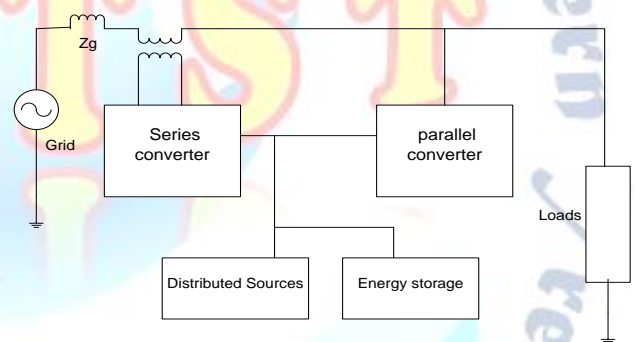 Zg
Grid
Series
converter
parallel
converter
Loads
Distributed Sources
Energy storage